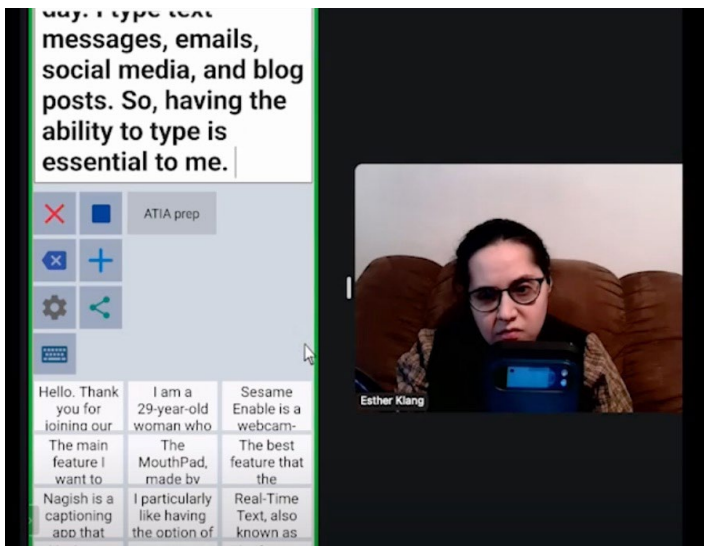 day. I type text
messages, emails,
social media, and blog
posts. So, having the
ability to type is
essential to me.
ATIA prep
Hello. Thank
you for
joining our
I am a
29-year-old
woman who
Sesame
Enable is a
webcam-
The main
feature I
want to
The
MouthPad,
made by
The best
feature that
the
Nagish is a
captioning
app that
I particularly
like having
the option of
Real-Time
Text, also
known as
Esther Klang